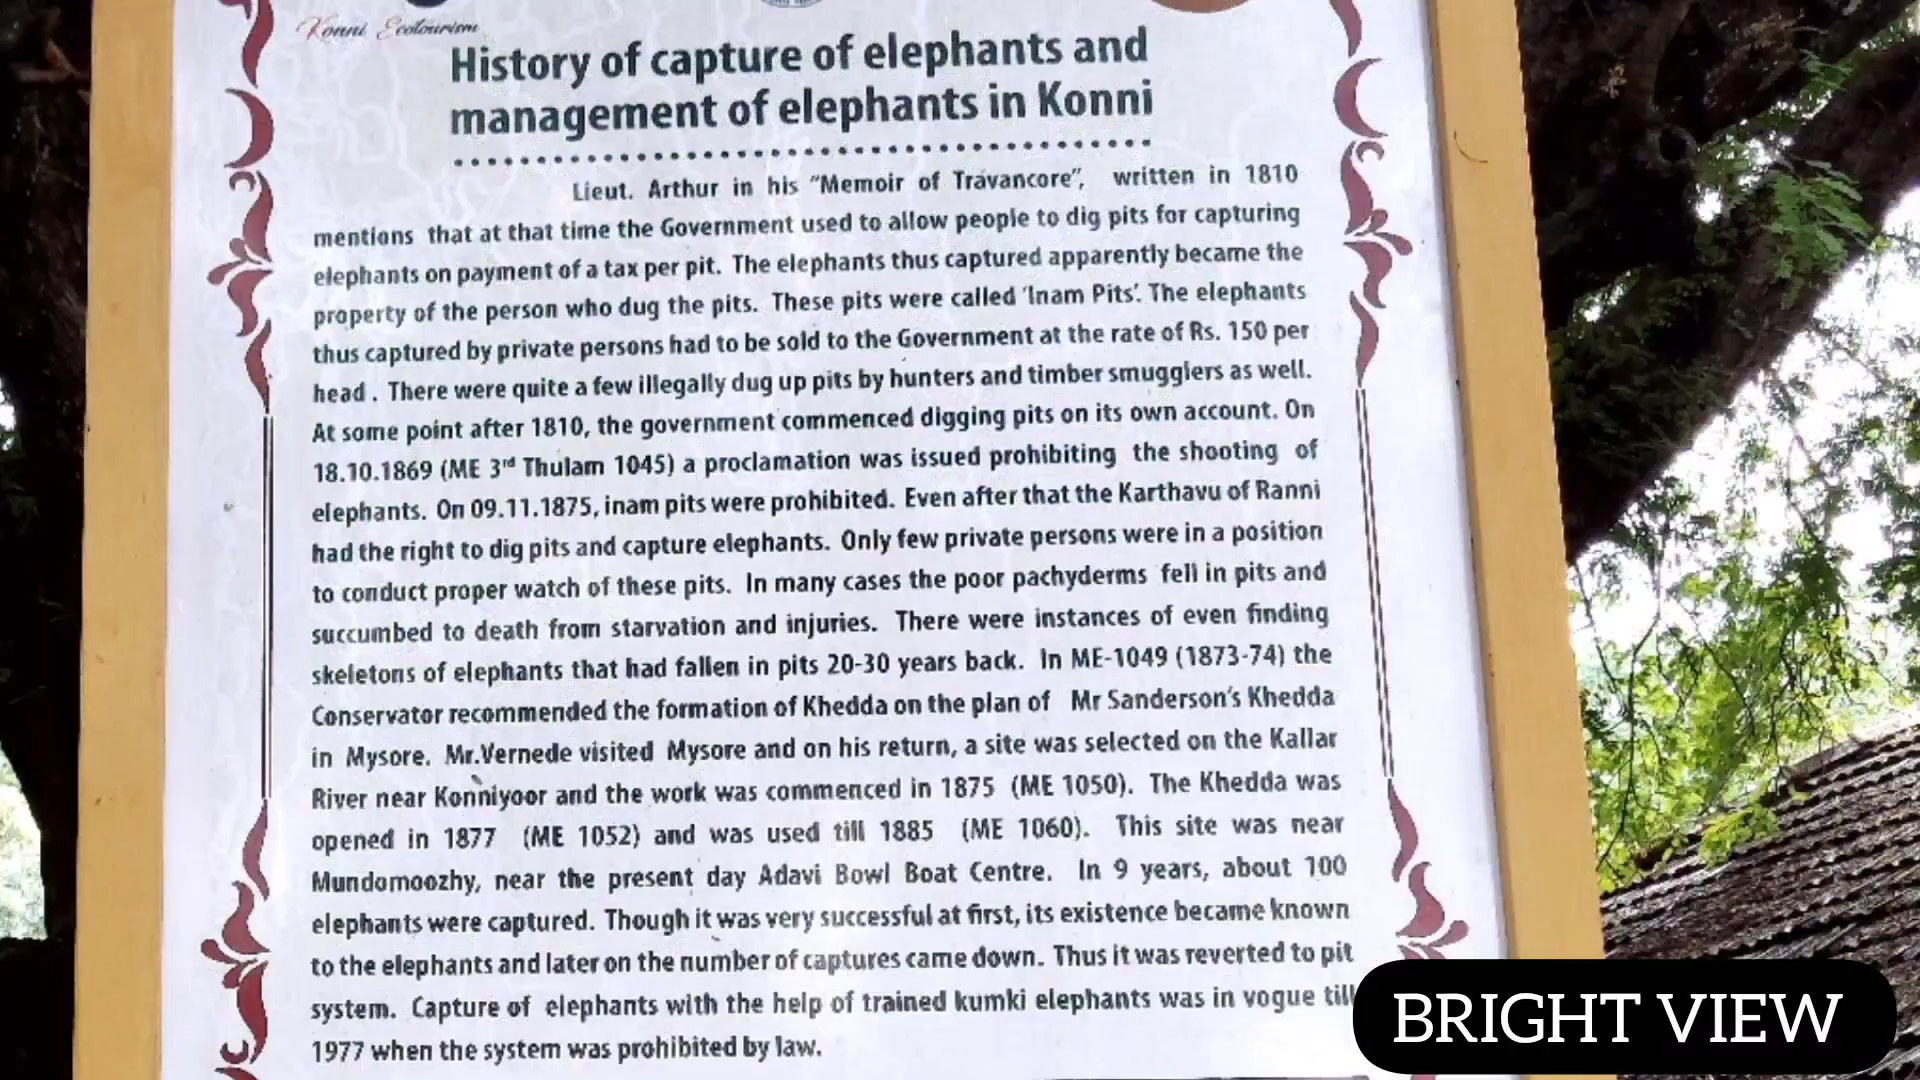 Konni Ecotourism
History of capture of elephants and
management of elephants in Konni
Lieut. Arthur in his “Memoir of Travancore”, written in 1810
mentions that at that time the Government used to allow people to dig pits for capturing
elephants on payment of a tax per pit. The elephants thus captured apparently became the
property of the person who dug the pits. These pits were called ‘Inam Pits’. The elephants
thus captured by private persons had to be sold to the Government at the rate of Rs. 150 per
head . There were quite a few illegally dug up pits by hunters and timber smugglers as well.
At some point after 1810, the government commenced digging pits on its own account. On
18.10.1869 (ME 3rd Thulam 1045) a proclamation was issued prohibiting the shooting of
elephants. On 09.11.1875, inam pits were prohibited. Even after that the Karthavu of Ranni
had the right to dig pits and capture elephants. Only few private persons were in a position
to conduct proper watch of these pits. In many cases the poor pachyderms fell in pits and
succumbed to death from starvation and injuries. There were instances of even finding
skeletons of elephants that had fallen in pits 20-30 years back. In ME-1049 (1873-74) the
Conservator recommended the formation of Khedda on the plan of Mr Sanderson’s Khedda
in Mysore. Mr.Vernede visited Mysore and on his return, a site was selected on the Kallar
River near Konniyoor and the work was commenced in 1875 (ME 1050). The Khedda was
opened in 1877 (ME 1052) and was used till 1885 (ME 1060). This site was near
Mundomoozhy, near the present day Adavi Bowl Boat Centre. In 9 years, about 100
elephants were captured. Though it was very successful at first, its existence became known
to the elephants and later on the number of captures came down. Thus it was reverted to pit
system. Capture of elephants with the help of trained kumki elephants was in vogue till
1977 when the system was prohibited by law.
BRIGHT VIEW